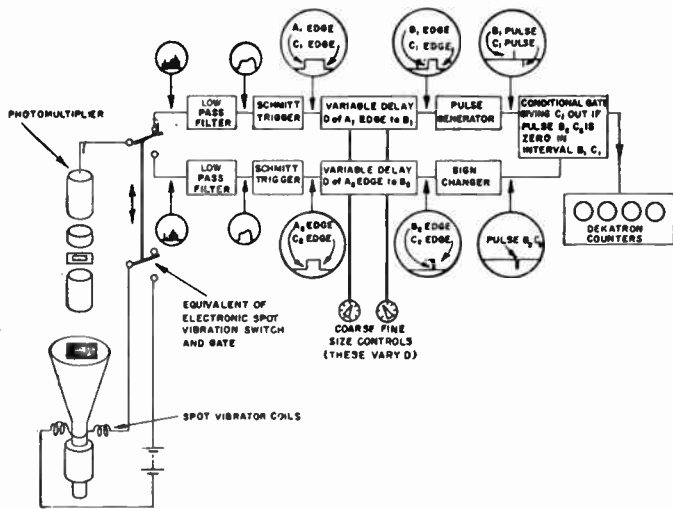 A₁ EDGE
C₁ EDGE
B₁ EDGE
C₁ EDGE
B₁ PULSE
C₁ PULSE
PHOTOMULTIPLIER
LOW
PASS
FILTER
SCHMITT
TRIGGER
VARIABLE DELAY
D OF A₁ EDGE to B₁
PULSE
GENERATOR
CONDITIONAL GATE
GIVING C₁ OUT IF
PULSE B₂ C₂ IS
ZERO IN
INTERVAL B₁ C₁
LOW
PASS
FILTER
SCHMITT
TRIGGER
VARIABLE DELAY
D OF A₂ EDGE to B₂
SIGN
CHANGER
A₂ EDGE
C₂ EDGE
B₂ EDGE
C₂ EDGE
PULSE B₂ C₂
DEKATRON
COUNTERS
EQUIVALENT OF
ELECTRONIC SPOT
VIBRATION SWITCH
AND GATE
COARSE FINE
SIZE CONTROLS
(THESE VARY D)
SPOT VIBRATOR COILS